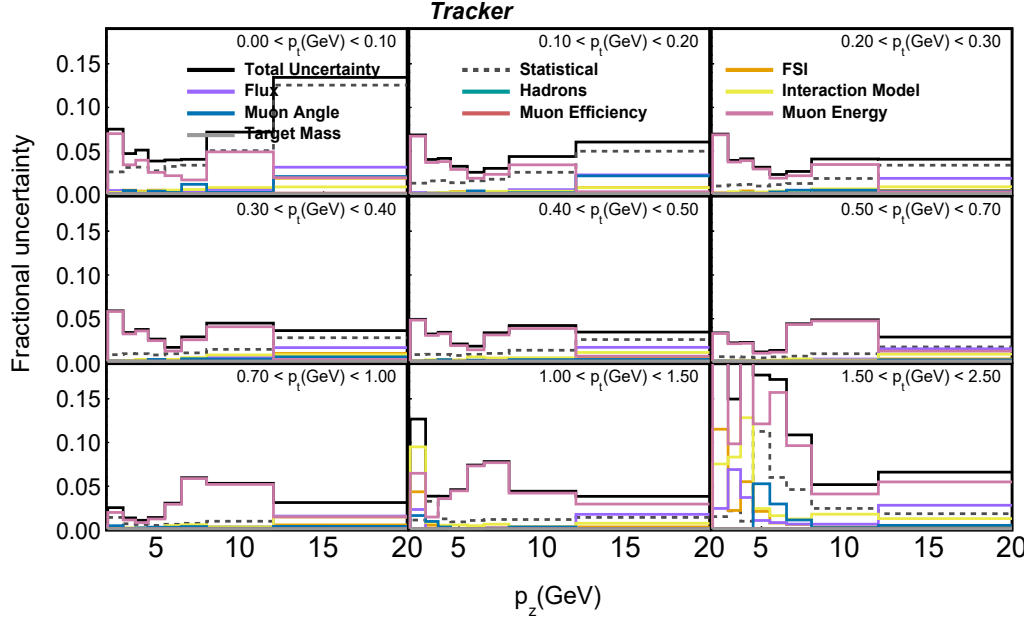 Tracker
0.00 < p_t(GeV) < 0.10
0.10 < p_t(GeV) < 0.20
0.20 < p_t(GeV) < 0.30
Total Uncertainty
Flux
Muon Angle
Target Mass
Statistical
Hadrons
Muon Efficiency
FSI
Interaction Model
Muon Energy
0.15
0.10
0.05
0.00
0.30 < p_t(GeV) < 0.40
0.40 < p_t(GeV) < 0.50
0.50 < p_t(GeV) < 0.70
0.15
0.10
0.05
0.00
0.70 < p_t(GeV) < 1.00
1.00 < p_t(GeV) < 1.50
1.50 < p_t(GeV) < 2.50
0.15
0.10
0.05
0.00
5 10 15 20 5 10 15 20 5 10 15 20
Fractional uncertainty
p_z(GeV)